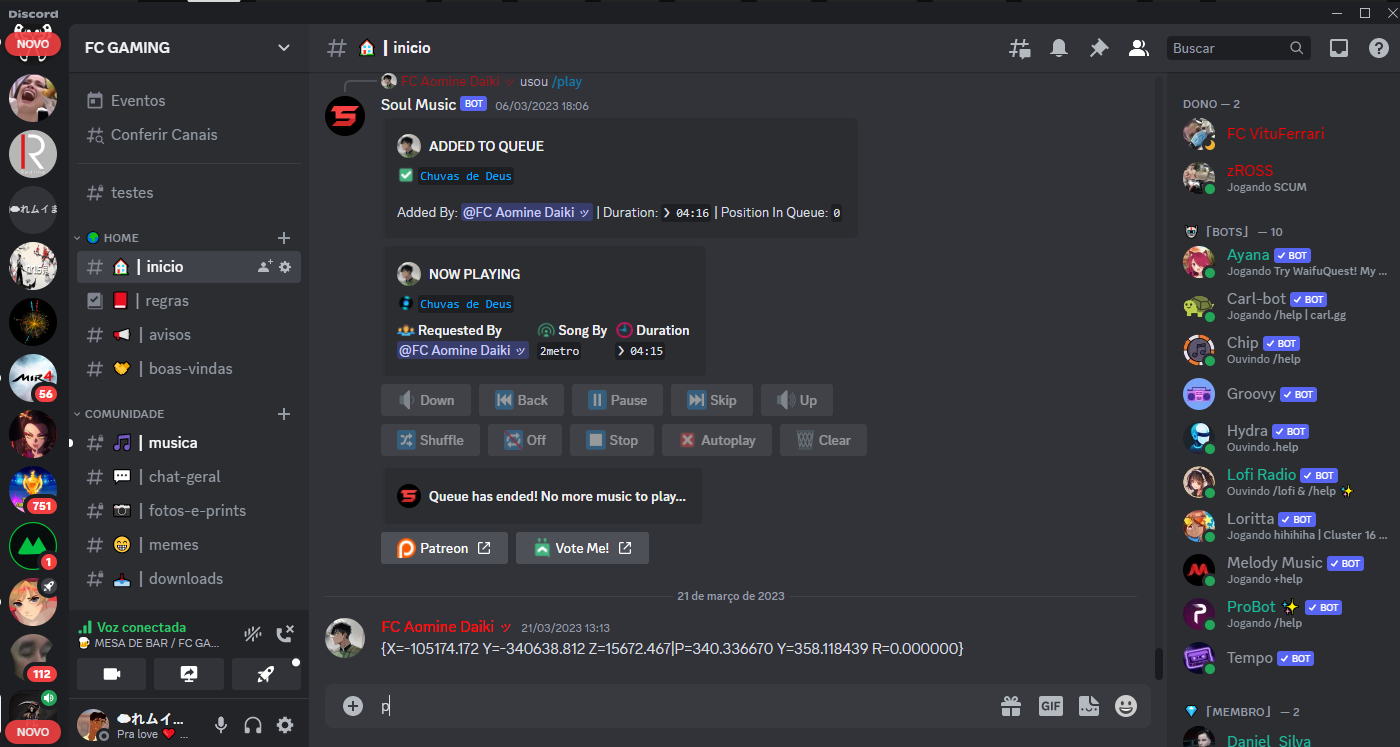 Discord
NOVO
56
751
1
112
NOVO
FC GAMING
Eventos
Conferir Canais
testes
HOME
| inicio
| regras
| avisos
| boas-vindas
COMUNIDADE
| musica
| chat-geral
| fotos-e-prints
| memes
| downloads
Voz conectada
MESA DE BAR / FC GA...
れムイ...
Pra love ❤️ ...
| inicio
Buscar
FC Aomine Daiki ッ usou /play
Soul Music BOT 06/03/2023 18:06
ADDED TO QUEUE
Chuvas de Deus
Added By: @FC Aomine Daiki ッ | Duration: ❯ 04:16 | Position In Queue: 0
NOW PLAYING
Chuvas de Deus
Requested By Song By Duration
@FC Aomine Daiki ッ 2metro ❯ 04:15
Down Back Pause Skip Up
Shuffle Off Stop Autoplay Clear
Queue has ended! No more music to play...
Patreon Vote Me!
21 de março de 2023
FC Aomine Daiki ッ 21/03/2023 13:13
{X=-105174.172 Y=-340638.812 Z=15672.467|P=340.336670 Y=358.118439 R=0.000000}
p
GIF
DONO — 2
FC VituFerrari
zROSS
Jogando SCUM
「BOTS」 — 10
Ayana ✓ BOT
Jogando Try WaifuQuest! My ...
Carl-bot ✓ BOT
Jogando /help | carl.gg
Chip ✓ BOT
Ouvindo /help
Groovy ✓ BOT
Hydra ✓ BOT
Ouvindo .help
Lofi Radio ✓ BOT
Ouvindo /lofi & /help ✨
Loritta ✓ BOT
Jogando hihihiha | Cluster 16 ...
Melody Music ✓ BOT
Jogando +help
ProBot ✨ ✓ BOT
Jogando /help
Tempo ✓ BOT
「MEMBRO」 — 2
Daniel_Silva